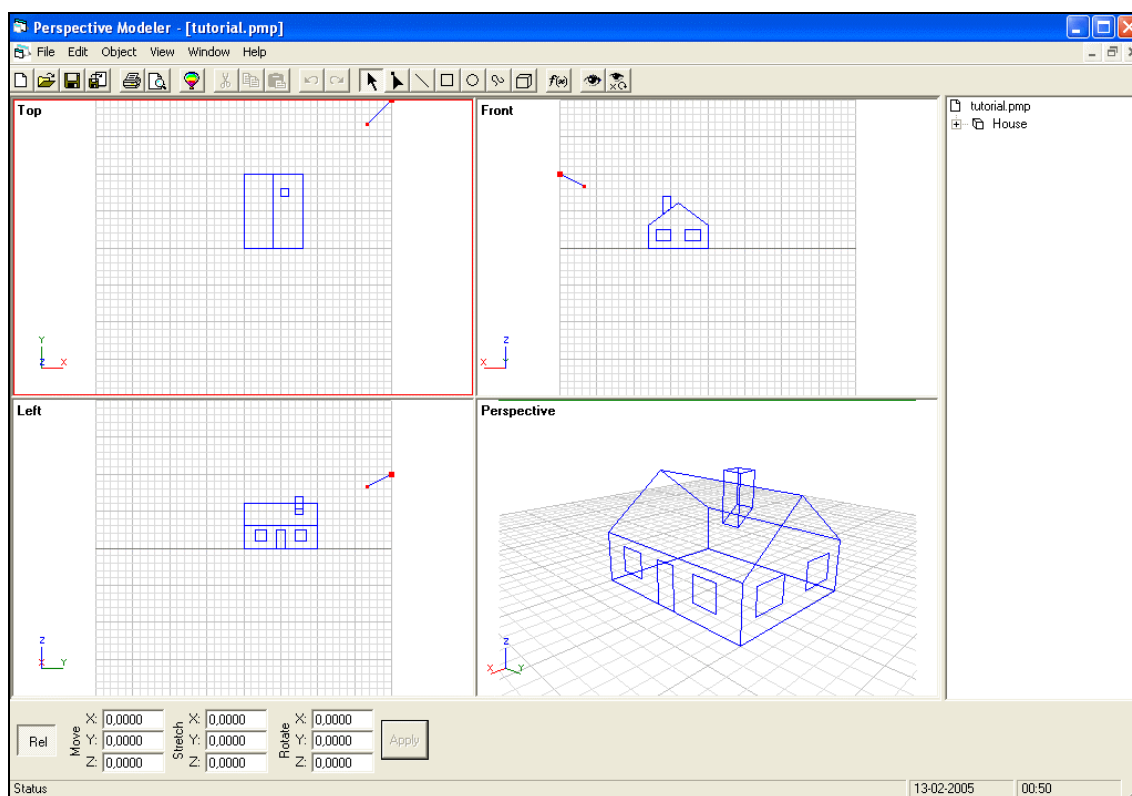 Perspective Modeler - [tutorial.pmp]
File Edit Object View Window Help
f(x)
Top
Front
tutorial.pmp
House
Y
Z X
Z
X Y
Left
Perspective
Z
X Y
Z
X Y
Rel
Move
X: 0,0000
Y: 0,0000
Z: 0,0000
Stretch
X: 0,0000
Y: 0,0000
Z: 0,0000
Rotate
X: 0,0000
Y: 0,0000
Z: 0,0000
Apply
Status
13-02-2005
00:50